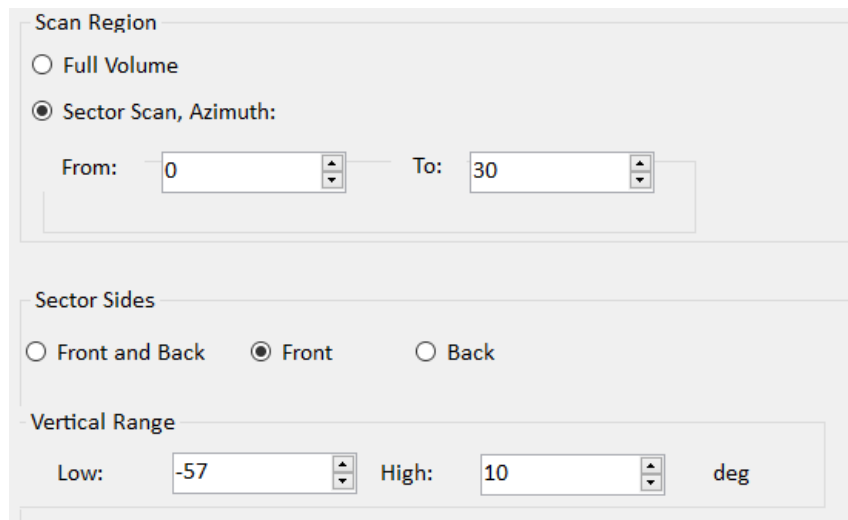 Scan Region
Full Volume
Sector Scan, Azimuth:
From: 0 To: 30
Sector Sides
Front and Back Front Back
Vertical Range
Low: -57 High: 10 deg